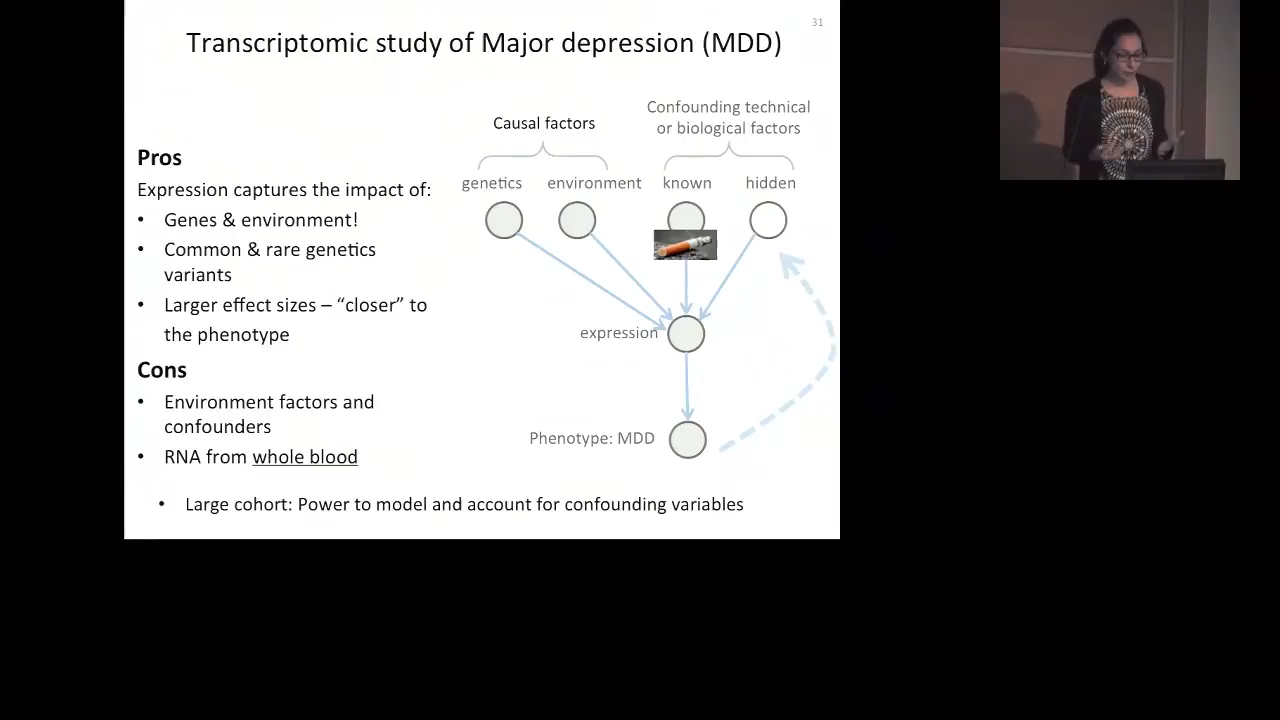 31
Transcriptomic study of Major depression (MDD)
Pros
Expression captures the impact of:
• Genes & environment!
• Common & rare genetics
variants
• Larger effect sizes – “closer” to
the phenotype
Cons
• Environment factors and
confounders
• RNA from whole blood
• Large cohort: Power to model and account for confounding variables
Causal factors
Confounding technical
or biological factors
genetics environment known hidden
expression
Phenotype: MDD